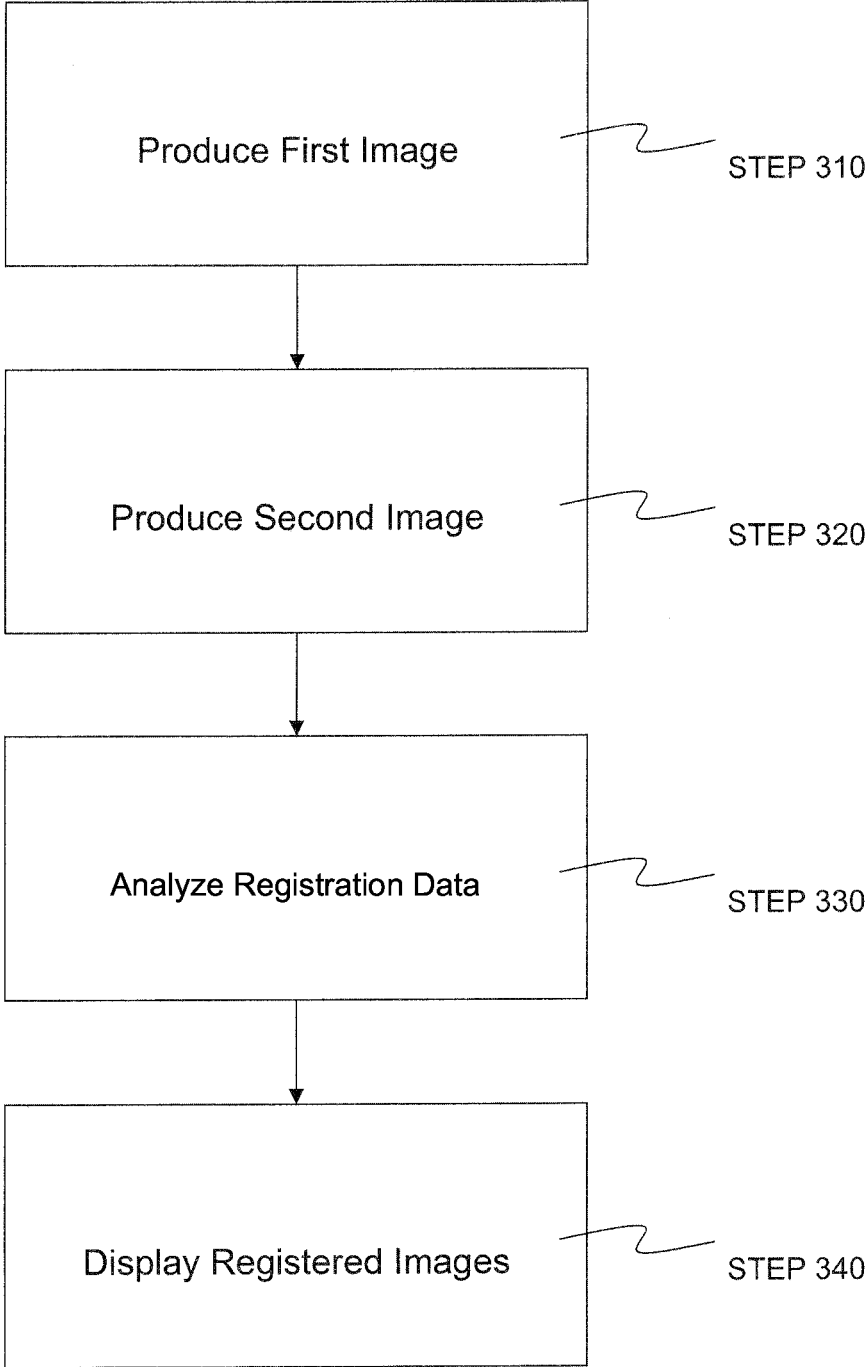 Produce First Image
STEP 310
Produce Second Image
STEP 320
Analyze Registration Data
STEP 330
Display Registered Images
STEP 340